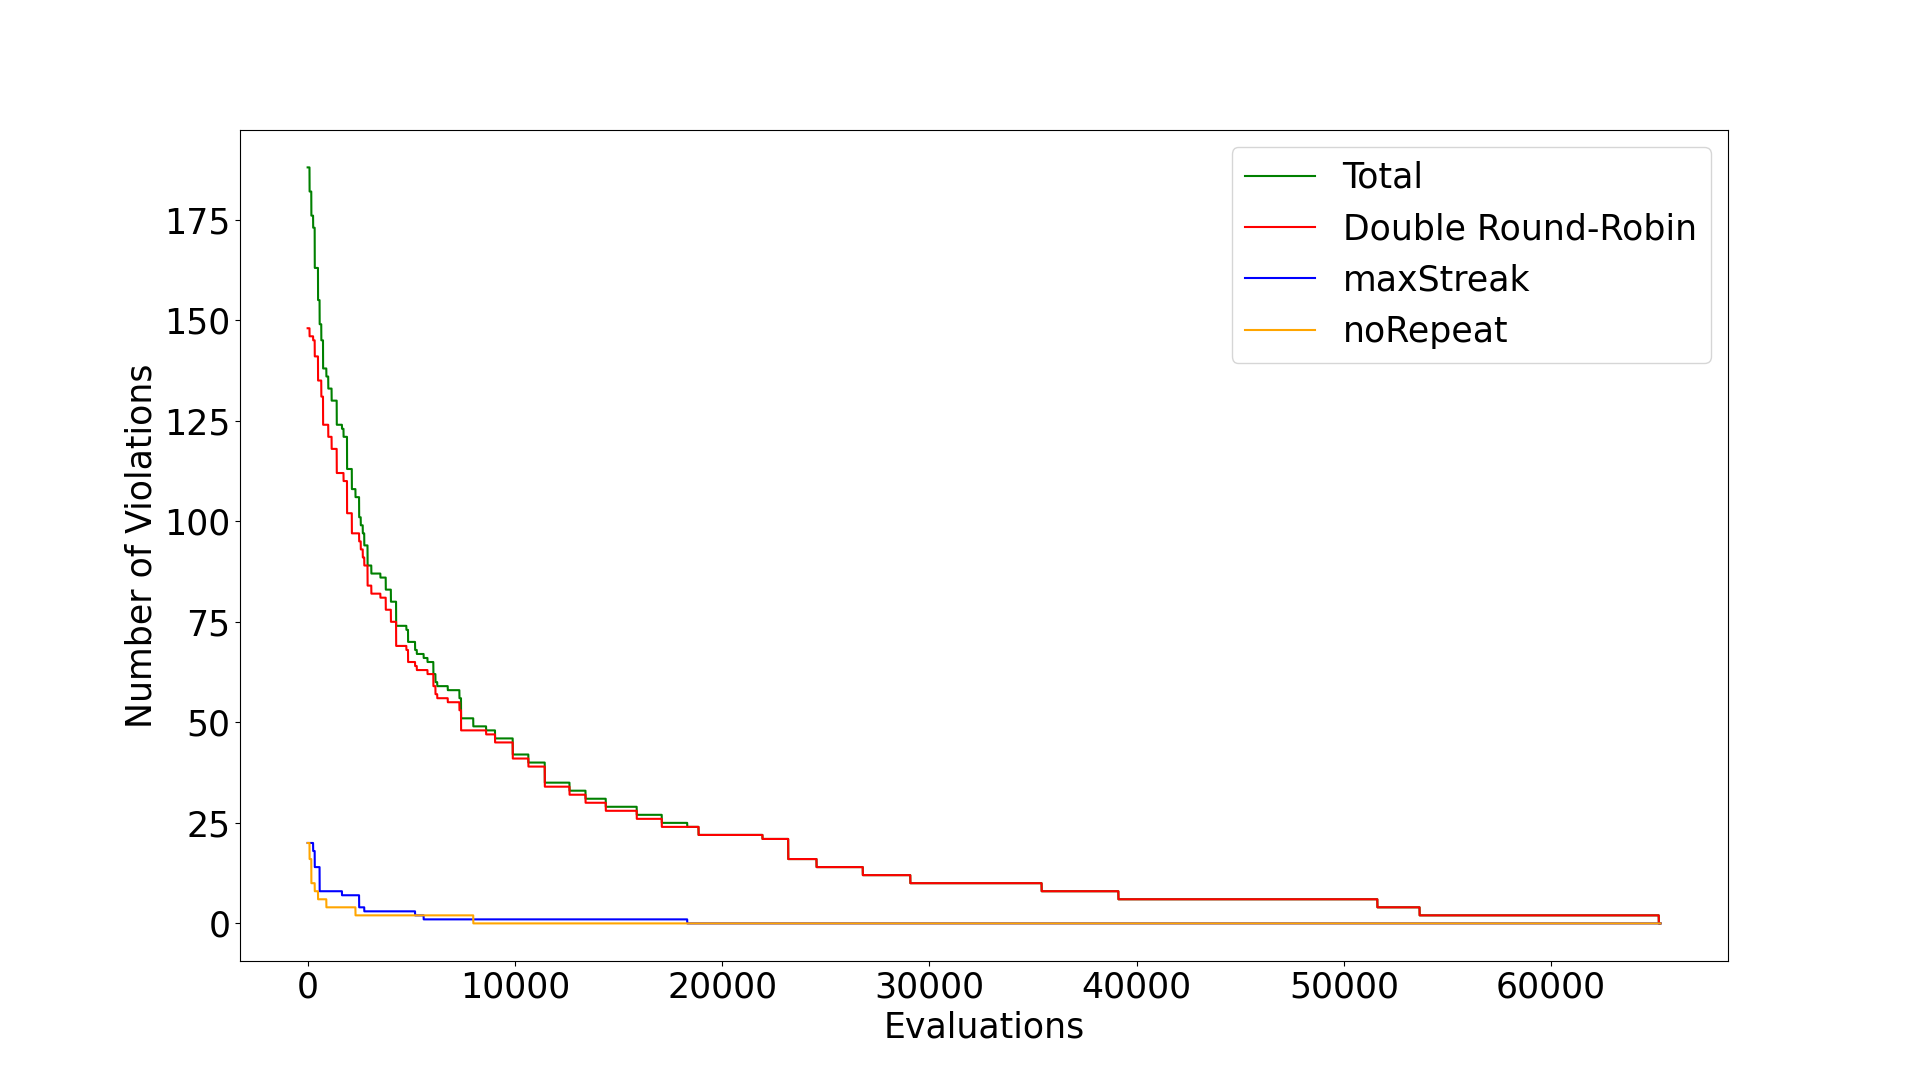 Total
Double Round-Robin
maxStreak
noRepeat
175
150
125
100
75
50
25
0
Number of Violations
0 10000 20000 30000 40000 50000 60000
Evaluations